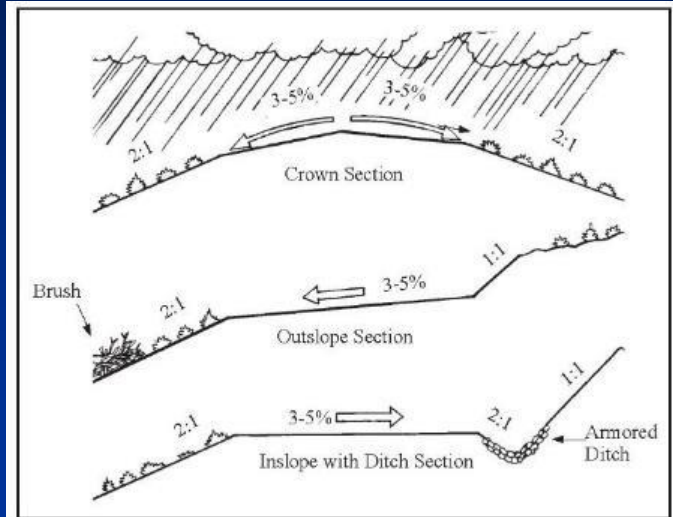 3-5%
3-5%
2:1
2:1
Crown Section
1:1
Brush
3-5%
2:1
Outslope Section
1:1
2:1
3-5%
2:1
Armored
Ditch
Inslope with Ditch Section